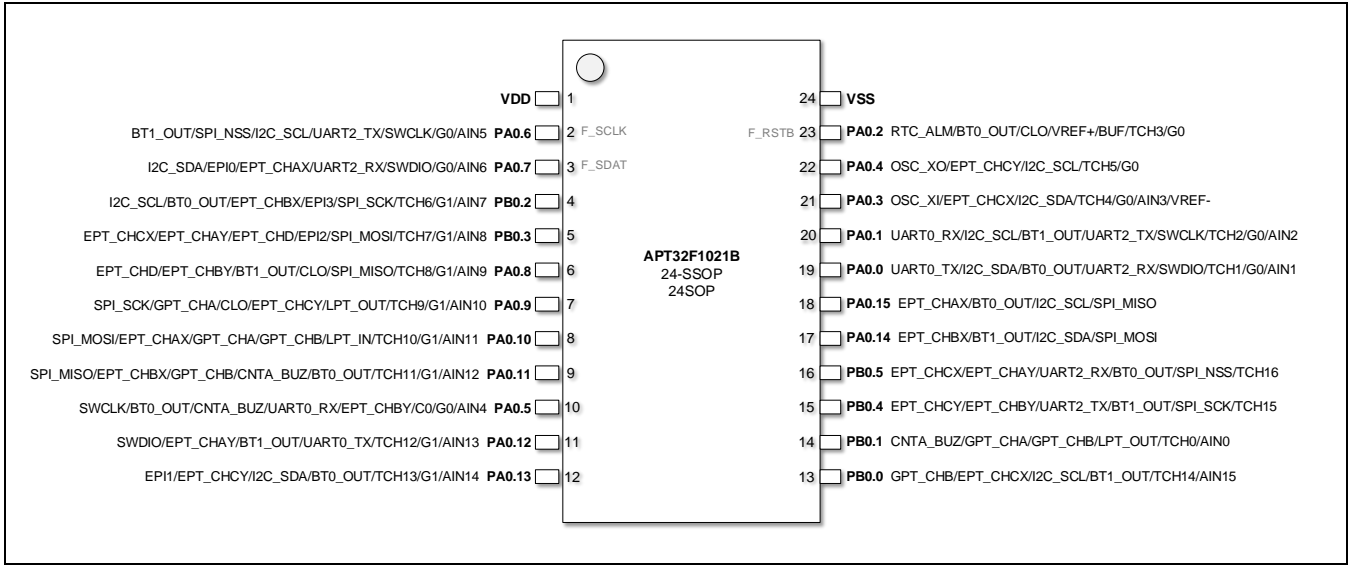 VDD 1 24 VSS
BT1_OUT/SPI_NSS/I2C_SCL/UART2_TX/SWCLK/G0/AIN5 PA0.6 2 F_SCLK F_RSTB 23 PA0.2 RTC_ALM/BT0_OUT/CLO/VREF+/BUF/TCH3/G0
I2C_SDA/EPI0/EPT_CHAX/UART2_RX/SWDIO/G0/AIN6 PA0.7 3 F_SDAT 22 PA0.4 OSC_XO/EPT_CHCY/I2C_SCL/TCH5/G0
I2C_SCL/BT0_OUT/EPT_CHBX/EPI3/SPI_SCK/TCH6/G1/AIN7 PB0.2 4 21 PA0.3 OSC_XI/EPT_CHCX/I2C_SDA/TCH4/G0/AIN3/VREF-
EPT_CHCX/EPT_CHAY/EPT_CHD/EPI2/SPI_MOSI/TCH7/G1/AIN8 PB0.3 5 20 PA0.1 UART0_RX/I2C_SCL/BT1_OUT/UART2_TX/SWCLK/TCH2/G0/AIN2
APT32F1021B
EPT_CHD/EPT_CHBY/BT1_OUT/CLO/SPI_MISO/TCH8/G1/AIN9 PA0.8 6 24-SSOP 19 PA0.0 UART0_TX/I2C_SDA/BT0_OUT/UART2_RX/SWDIO/TCH1/G0/AIN1
24SOP
SPI_SCK/GPT_CHA/CLO/EPT_CHCY/LPT_OUT/TCH9/G1/AIN10 PA0.9 7 18 PA0.15 EPT_CHAX/BT0_OUT/I2C_SCL/SPI_MISO
SPI_MOSI/EPT_CHAX/GPT_CHA/GPT_CHB/LPT_IN/TCH10/G1/AIN11 PA0.10 8 17 PA0.14 EPT_CHBX/BT1_OUT/I2C_SDA/SPI_MOSI
SPI_MISO/EPT_CHBX/GPT_CHB/CNTA_BUZ/BT0_OUT/TCH11/G1/AIN12 PA0.11 9 16 PB0.5 EPT_CHCX/EPT_CHAY/UART2_RX/BT0_OUT/SPI_NSS/TCH16
SWCLK/BT0_OUT/CNTA_BUZ/UART0_RX/EPT_CHBY/C0/G0/AIN4 PA0.5 10 15 PB0.4 EPT_CHCY/EPT_CHBY/UART2_TX/BT1_OUT/SPI_SCK/TCH15
SWDIO/EPT_CHAY/BT1_OUT/UART0_TX/TCH12/G1/AIN13 PA0.12 11 14 PB0.1 CNTA_BUZ/GPT_CHA/GPT_CHB/LPT_OUT/TCH0/AIN0
EPI1/EPT_CHCY/I2C_SDA/BT0_OUT/TCH13/G1/AIN14 PA0.13 12 13 PB0.0 GPT_CHB/EPT_CHCX/I2C_SCL/BT1_OUT/TCH14/AIN15